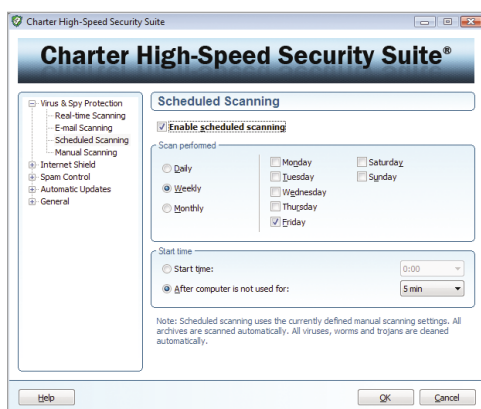 Charter High-Speed Security Suite
Charter High-Speed Security Suite®
Virus & Spy Protection
Real-time Scanning
E-mail Scanning
Scheduled Scanning
Manual Scanning
Internet Shield
Spam Control
Automatic Updates
General
Scheduled Scanning
Enable scheduled scanning
Scan performed
Daily
Weekly
Monthly
Monday
Tuesday
Wednesday
Thursday
Friday
Saturday
Sunday
Start time
Start time:
0:00
After computer is not used for:
5 min
Note: Scheduled scanning uses the currently defined manual scanning settings. All
archives are scanned automatically. All viruses, worms and trojans are cleaned
automatically.
Help
OK
Cancel